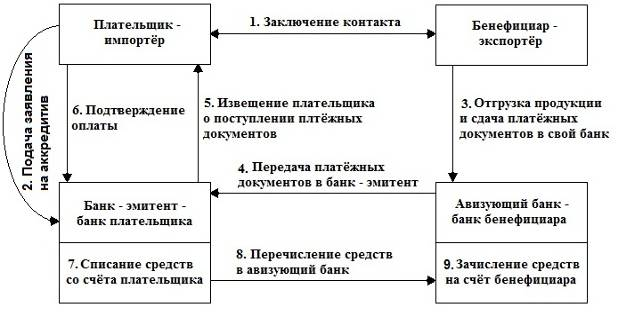 Плательщик -
импортёр
1. Заключение контакта
Бенефициар -
экспортёр
2. Подача заявления
на аккредитив
6. Подтверждение
оплаты
5. Извещение плательщика
о поступлении плтёжных
документов
3. Отгрузка продукции
и сдача платёжных
документов в свой банк
4. Передача платёжных
документов в банк - эмитент
Банк - эмитент -
банк плательщика
Авизующий банк -
банк бенефициара
7. Списание средств
со счёта плательщика
8. Перечисление средств
в авизующий банк
9. Зачисление средств
на счёт бенефициара